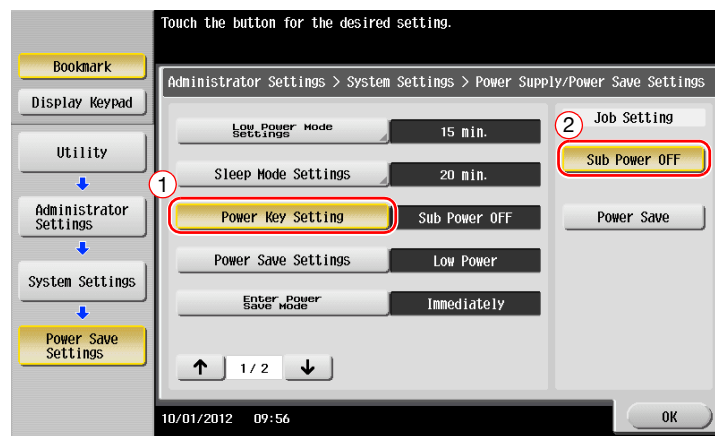 Touch the button for the desired setting.
Bookmark
Display Keypad
Utility
Administrator
Settings
System Settings
Power Save
Settings
Administrator Settings > System Settings > Power Supply/Power Save Settings
Low Power Mode
Settings
15 min.
Sleep Mode Settings
20 min.
1
Power Key Setting
Sub Power OFF
Power Save Settings
Low Power
Enter Power
Save Mode
Immediately
1/ 2
2
Job Setting
Sub Power OFF
Power Save
10/01/2012 09:56
OK